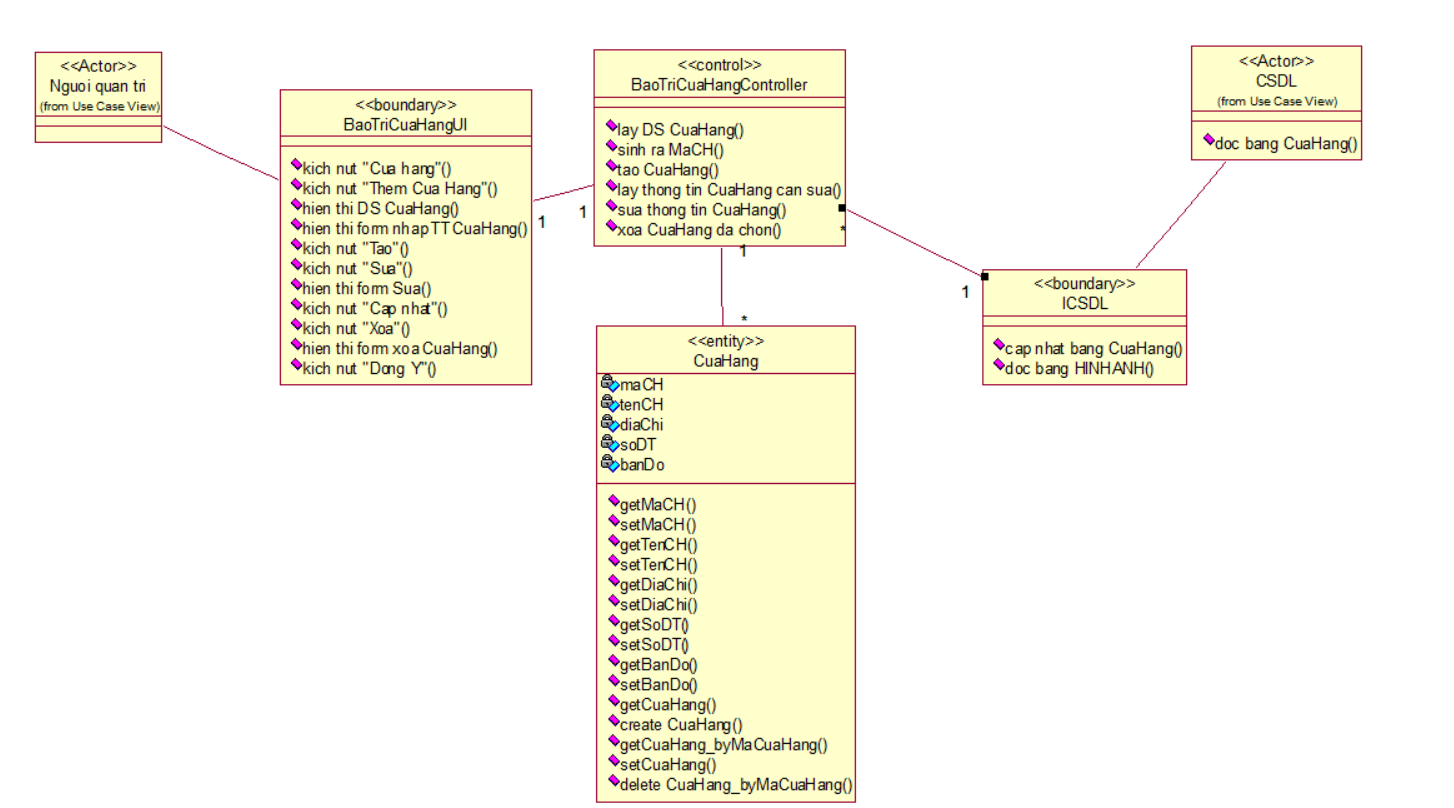 <<Actor>>
Nguoi quan tri
(from Use Case View)
<<boundary>>
BaoTriCuaHangUI
kich nut "Cua hang"()
kich nut "Them Cua Hang"()
hien thi DS CuaHang()
hien thi form nhapTTCuaHang()
kich nut "Tao"()
kich nut "Sua"()
hien thi form Sua()
kich nut "Cap nhat"()
kich nut "Xoa"()
hien thi form xoa CuaHang()
kich nut "Dong Y"()
1
1
<<control>>
BaoTriCuaHangController
lay DS CuaHang()
sinh ra MaCH()
tao CuaHang()
lay thong tin CuaHang can sua()
sua thong tin CuaHang()
xoa CuaHang da chon()
*
1
1
*
<<entity>>
CuaHang
maCH
tenCH
diaChi
soDT
banDo
getMaCH()
setMaCH()
getTenCH()
setTenCH()
getDiaChi()
setDiaChi()
getSoDT()
setSoDT()
getBanDo()
setBanDo()
getCuaHang()
create CuaHang()
getCuaHang_byMaCuaHang()
setCuaHang()
delete CuaHang_byMaCuaHang()
<<Actor>>
CSDL
(from Use Case View)
doc bang CuaHang()
<<boundary>>
ICSDL
cap nhat bang CuaHang()
doc bang HINHANH()